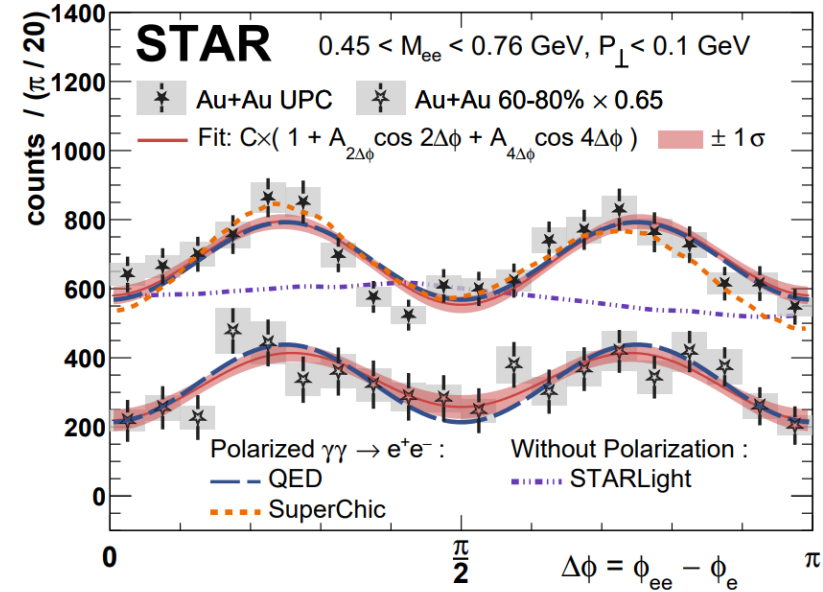 1400
1200
1000
800
600
400
200
0
counts / (π / 20)
STAR 0.45 < M_ee < 0.76 GeV, P_⊥ < 0.1 GeV
Au+Au UPC Au+Au 60-80% × 0.65
Fit: C×( 1 + A_2Δϕ cos 2Δϕ + A_4Δϕ cos 4Δϕ ) ± 1σ
Polarized γγ → e⁺e⁻ : Without Polarization :
QED STARLight
SuperChic
0 π/2 π
Δϕ = ϕ_ee − ϕ_e